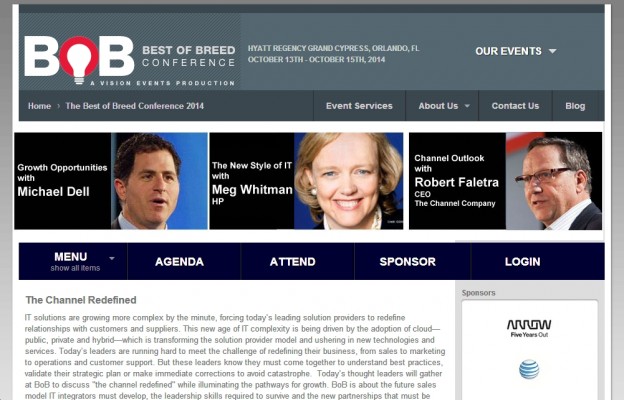 BOB BEST OF BREED
CONFERENCE
A VISION EVENTS PRODUCTION
HYATT REGENCY GRAND CYPRESS, ORLANDO, FL
OCTOBER 13TH - OCTOBER 15TH, 2014
OUR EVENTS
Home › The Best of Breed Conference 2014
Event Services
About Us
Contact Us
Blog
Growth Opportunities
with
Michael Dell
The New Style of IT
with
Meg Whitman
HP
Channel Outlook
with
Robert Faletra
CEO
The Channel Company
MENU
show all items
AGENDA
ATTEND
SPONSOR
LOGIN
The Channel Redefined
IT solutions are growing more complex by the minute, forcing today's leading solution providers to redefine
relationships with customers and suppliers. This new age of IT complexity is being driven by the adoption of cloud—
public, private and hybrid—which is transforming the solution provider model and ushering in new technologies and
services. Today's leaders are running hard to meet the challenge of redefining their business, from sales to marketing
to operations and customer support. But these leaders know they must come together to understand best practices,
validate their strategic plan or make immediate corrections to avoid catastrophe. Today's thought leaders will gather
at BoB to discuss "the channel redefined" while illuminating the pathways for growth. BoB is about the future sales
model IT integrators must develop, the leadership skills required to survive and the new partnerships that must be
Sponsors
ARROW
Five Years Out
at&t